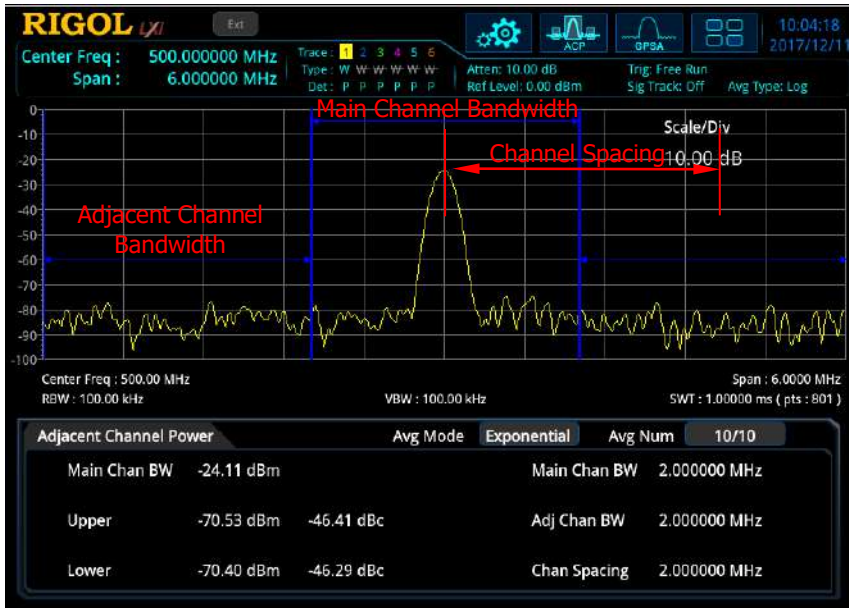 RIGOL LXI Ext 10:04:18
ACP GPSA 2017/12/11
Center Freq : 500.000000 MHz
Span : 6.000000 MHz
Trace : 1 2 3 4 5 6
Type : W W W W W W
Det : P P P P P P
Atten: 10.00 dB
Ref Level: 0.00 dBm
Trig: Free Run
Sig Track: Off
Avg Type: Log
Main Channel Bandwidth
Scale/Div
10.00 dB
Channel Spacing
Adjacent Channel
Bandwidth
0
-10
-20
-30
-40
-50
-60
-70
-80
-90
-100
Center Freq : 500.00 MHz Span : 6.0000 MHz
RBW : 100.00 kHz VBW : 100.00 kHz SWT : 1.00000 ms ( pts : 801 )
Adjacent Channel Power Avg Mode Exponential Avg Num 10/10
Main Chan BW -24.11 dBm Main Chan BW 2.000000 MHz
Upper -70.53 dBm -46.41 dBc Adj Chan BW 2.000000 MHz
Lower -70.40 dBm -46.29 dBc Chan Spacing 2.000000 MHz